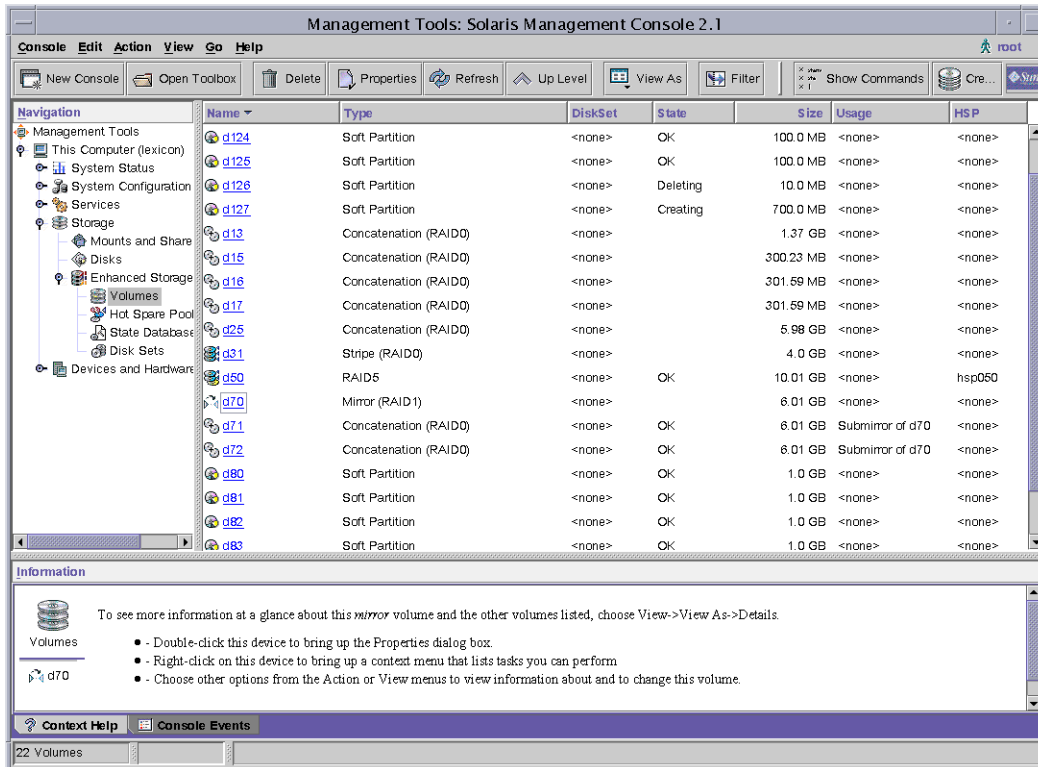 Management Tools: Solaris Management Console 2.1
Console Edit Action View Go Help
root
New Console Open Toolbox Delete Properties Refresh Up Level View As Filter Show Commands Cre...
Navigation
Management Tools
This Computer (lexicon)
System Status
System Configuration
Services
Storage
Mounts and Share
Disks
Enhanced Storage
Volumes
Hot Spare Pool
State Database
Disk Sets
Devices and Hardware
Name Type DiskSet State Size Usage HSP
d124 Soft Partition <none> OK 100.0 MB <none> <none>
d125 Soft Partition <none> OK 100.0 MB <none> <none>
d126 Soft Partition <none> Deleting 10.0 MB <none> <none>
d127 Soft Partition <none> Creating 700.0 MB <none> <none>
d13 Concatenation (RAID0) <none> 1.37 GB <none> <none>
d15 Concatenation (RAID0) <none> 300.23 MB <none> <none>
d16 Concatenation (RAID0) <none> 301.59 MB <none> <none>
d17 Concatenation (RAID0) <none> 301.59 MB <none> <none>
d25 Concatenation (RAID0) <none> 5.98 GB <none> <none>
d31 Stripe (RAID0) <none> 4.0 GB <none> <none>
d50 RAID5 <none> OK 10.01 GB <none> hsp050
d70 Mirror (RAID1) <none> 6.01 GB <none> <none>
d71 Concatenation (RAID0) <none> OK 6.01 GB Submirror of d70 <none>
d72 Concatenation (RAID0) <none> OK 6.01 GB Submirror of d70 <none>
d80 Soft Partition <none> OK 1.0 GB <none> <none>
d81 Soft Partition <none> OK 1.0 GB <none> <none>
d82 Soft Partition <none> OK 1.0 GB <none> <none>
d83 Soft Partition <none> OK 1.0 GB <none> <none>
Information
Volumes
d70
To see more information at a glance about this mirror volume and the other volumes listed, choose View->View As->Details.
● - Double-click this device to bring up the Properties dialog box.
● - Right-click on this device to bring up a context menu that lists tasks you can perform
● - Choose other options from the Action or View menus to view information about and to change this volume.
Context Help Console Events
22 Volumes